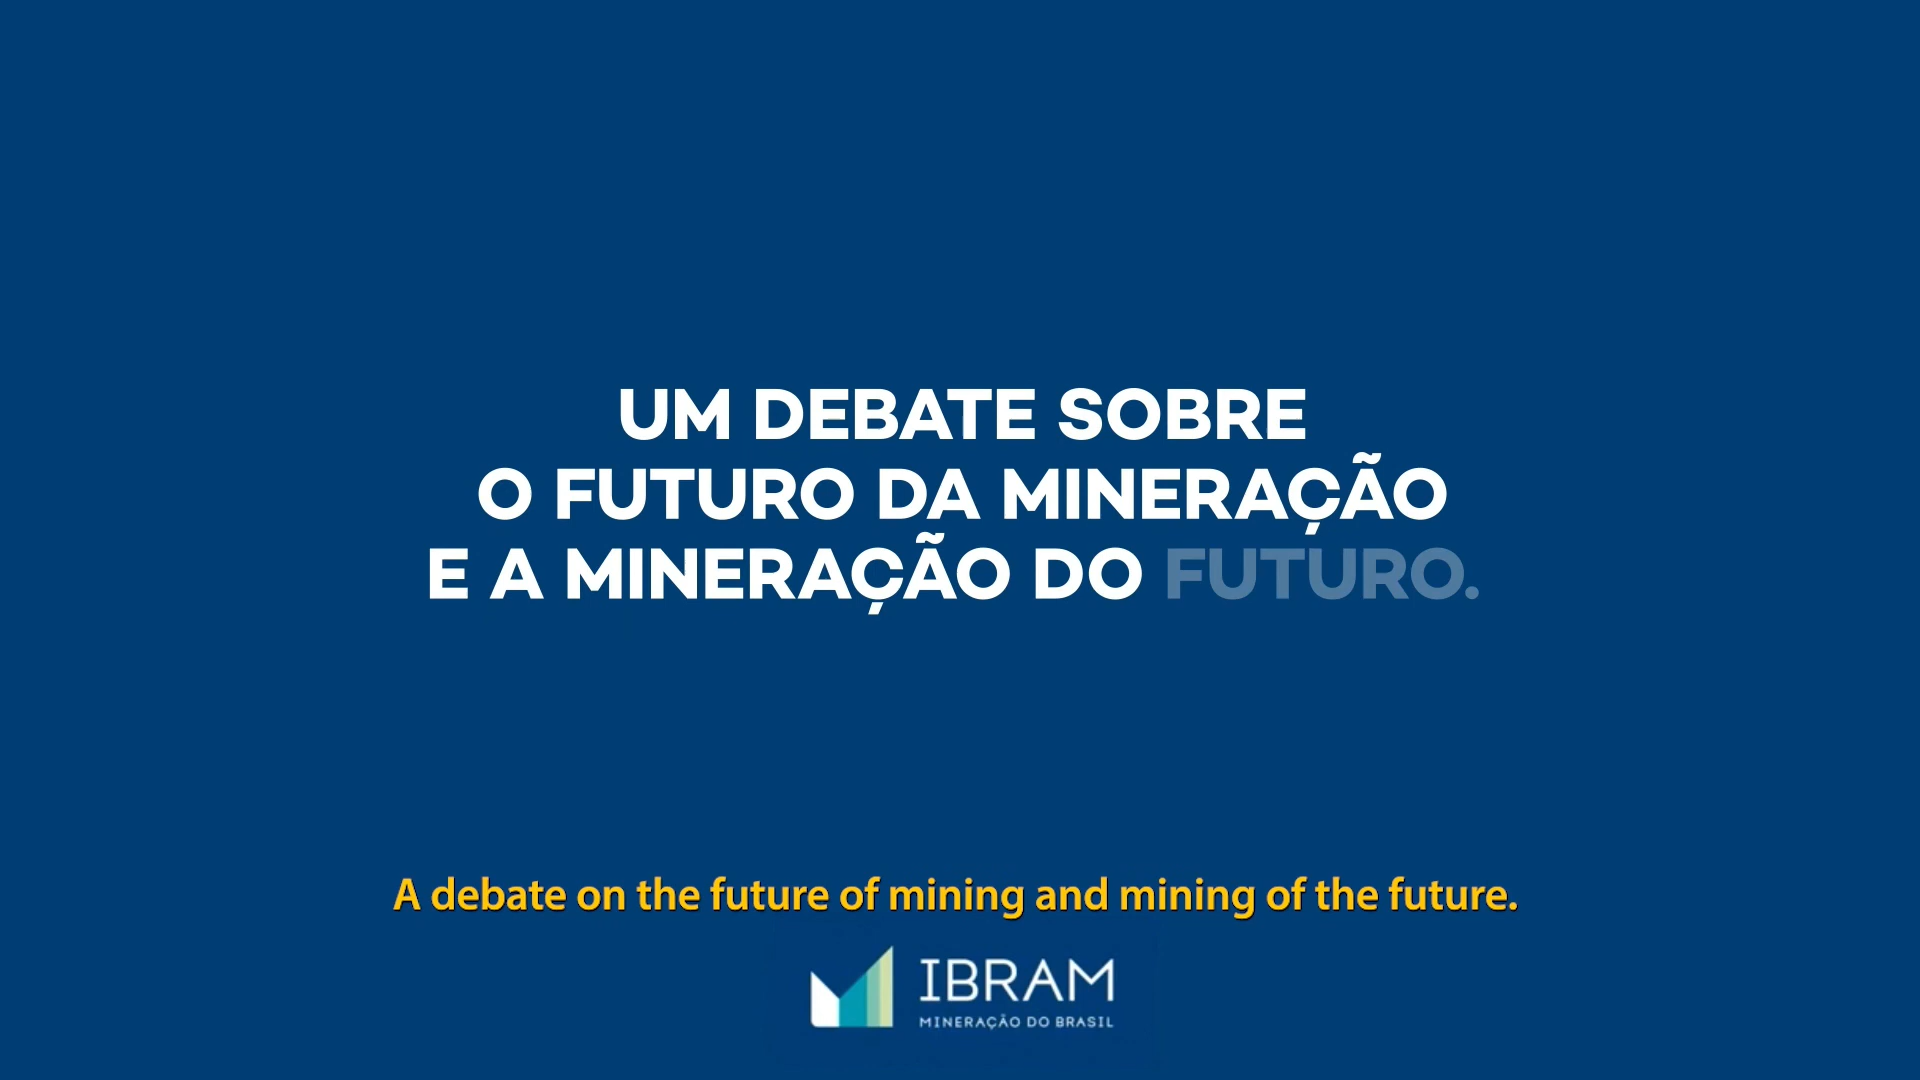 UM DEBATE SOBRE
O FUTURO DA MINERAÇÃO
E A MINERAÇÃO DO FUTURO.
A debate on the future of mining and mining of the future.
IBRAM
MINERAÇÃO DO BRASIL